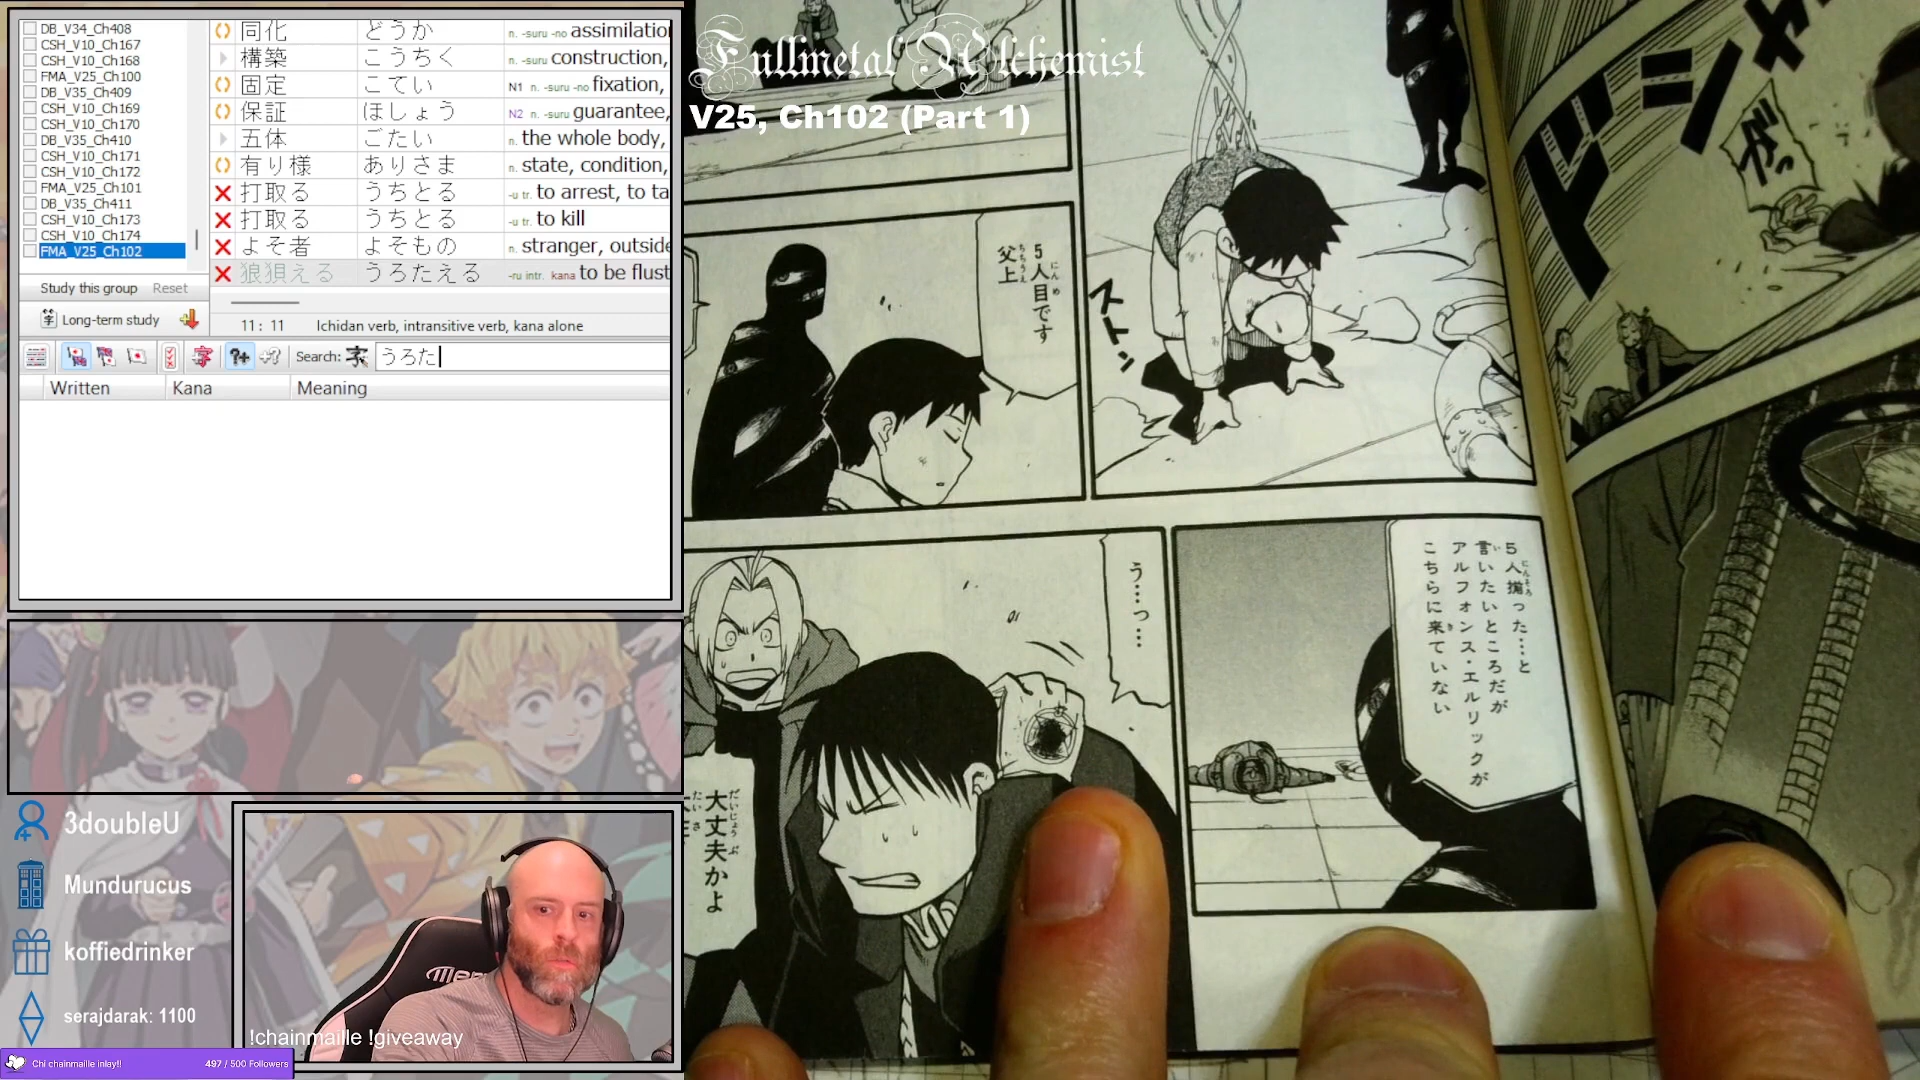 DB_V34_Ch408
CSH_V10_Ch167
CSH_V10_Ch168
FMA_V25_Ch100
DB_V35_Ch409
CSH_V10_Ch169
CSH_V10_Ch170
DB_V35_Ch410
CSH_V10_Ch171
CSH_V10_Ch172
FMA_V25_Ch101
DB_V35_Ch411
CSH_V10_Ch173
CSH_V10_Ch174
FMA_V25_Ch102
Study this group Reset
Long-term study
同化 どうか n. -suru -no assimilation
構築 こうちく n. -suru construction,
固定 こてい N1 n. -suru -no fixation,
保証 ほしょう N2 n. -suru guarantee,
五体 ごたい n. the whole body,
有り様 ありさま n. state, condition,
打取る うちとる -u tr. to arrest, to ta
打取る うちとる -u tr. to kill
よそ者 よそもの n. stranger, outside
狼狽える うろたえる -ru intr. kana to be flust
11: 11 Ichidan verb, intransitive verb, kana alone
Search: 字 うろた
Written Kana Meaning
Fullmetal Alchemist
V25, Ch102 (Part 1)
ストン
ドシャ
5人目です
父上
5人揃った…と
言いたいところだが
アルフォンス・エルリックが
こちらに来ていない
う…っ…
大丈夫かよ
3doubleU
Mundurucus
koffiedrinker
serajdarak: 1100
!chainmaille !giveaway
Chi chainmaille inlay!!
497 / 500 Followers